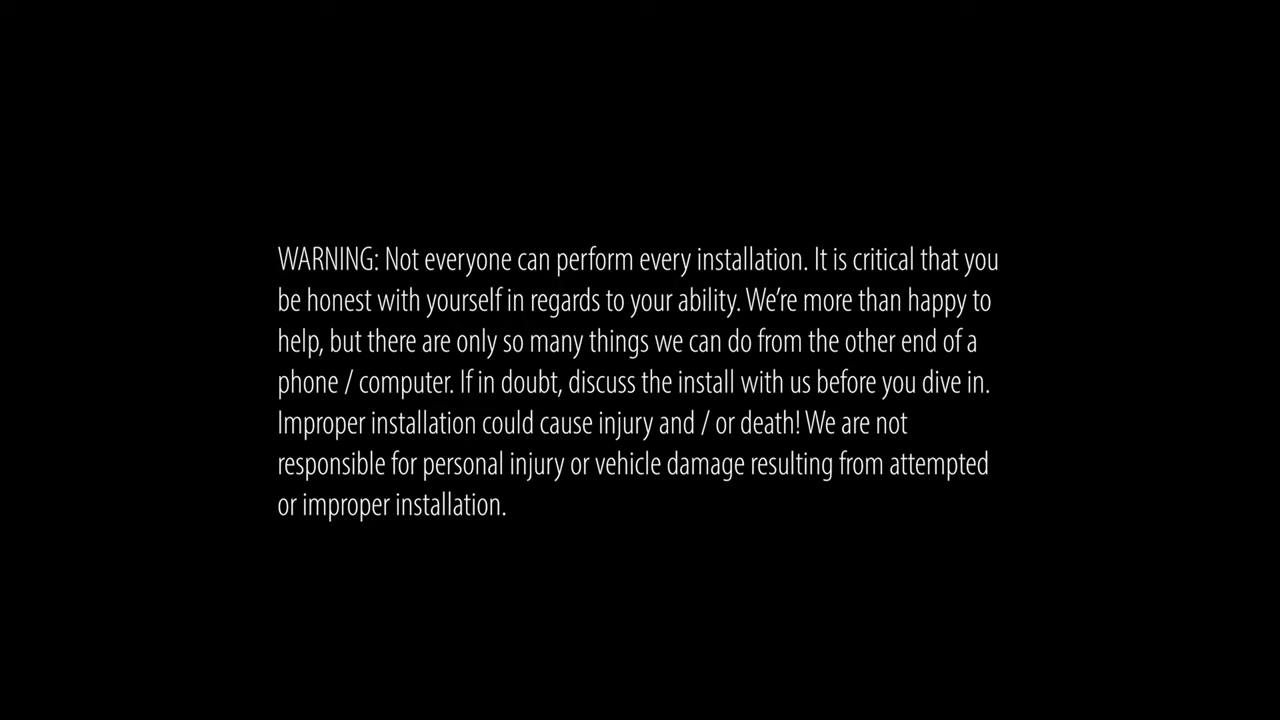 WARNING: Not everyone can perform every installation. It is critical that you
be honest with yourself in regards to your ability. We’re more than happy to
help, but there are only so many things we can do from the other end of a
phone / computer. If in doubt, discuss the install with us before you dive in.
Improper installation could cause injury and / or death! We are not
responsible for personal injury or vehicle damage resulting from attempted
or improper installation.